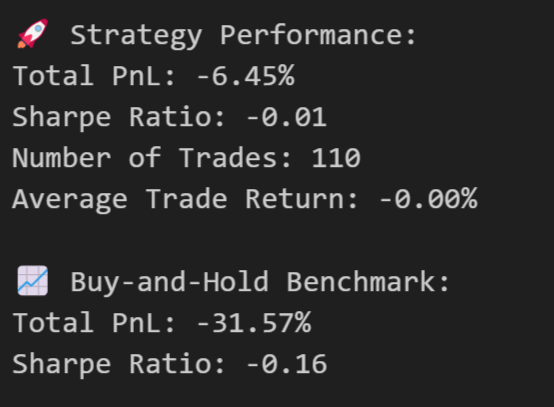 🚀 Strategy Performance:
Total PnL: -6.45%
Sharpe Ratio: -0.01
Number of Trades: 110
Average Trade Return: -0.00%
📈 Buy-and-Hold Benchmark:
Total PnL: -31.57%
Sharpe Ratio: -0.16